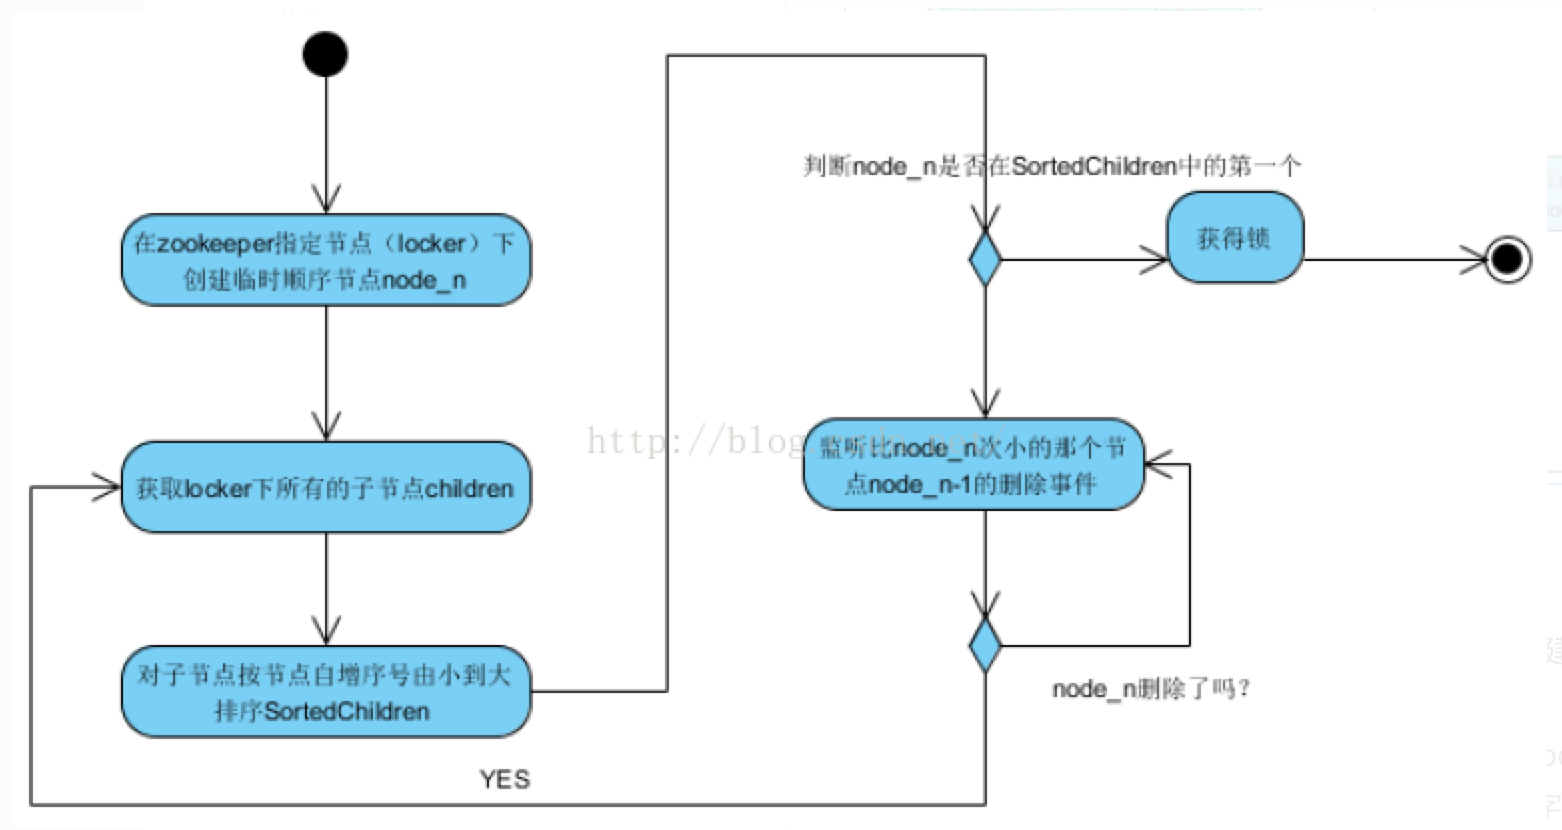 在zookeeper指定节点（locker）下
创建临时顺序节点node_n
获取locker下所有的子节点children
对子节点按节点自增序号由小到大
排序SortedChildren
判断node_n是否在SortedChildren中的第一个
获得锁
http://blog
监听比node_n次小的那个节
点node_n-1的删除事件
node_n删除了吗?
YES